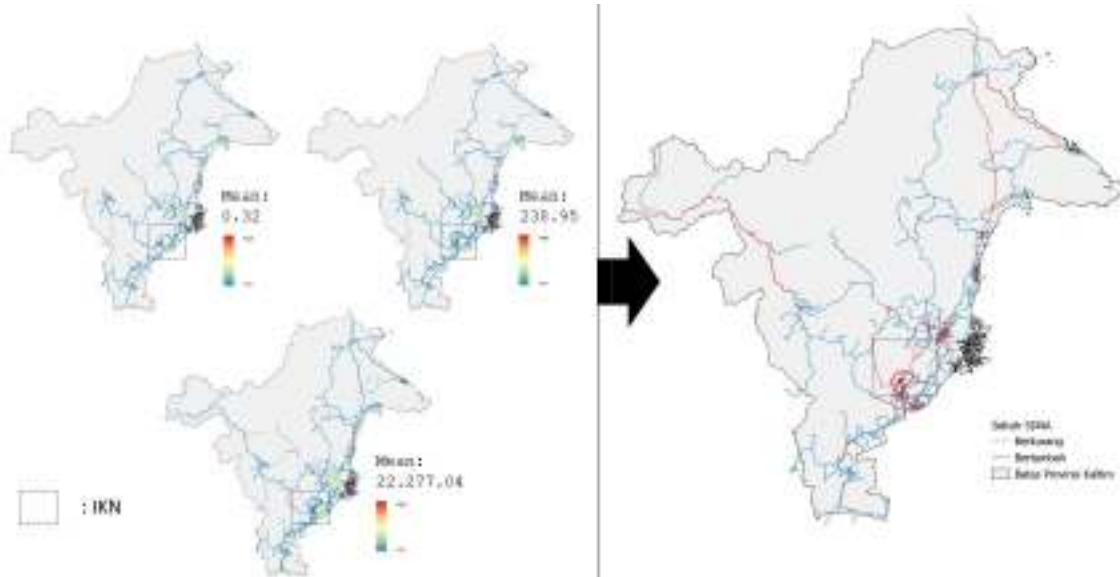 Mean:
0.32
Mean:
238.95
Mean:
22.277,04
: IKN
Berkurang
Bertambah
Batas Provinsi Kaltim